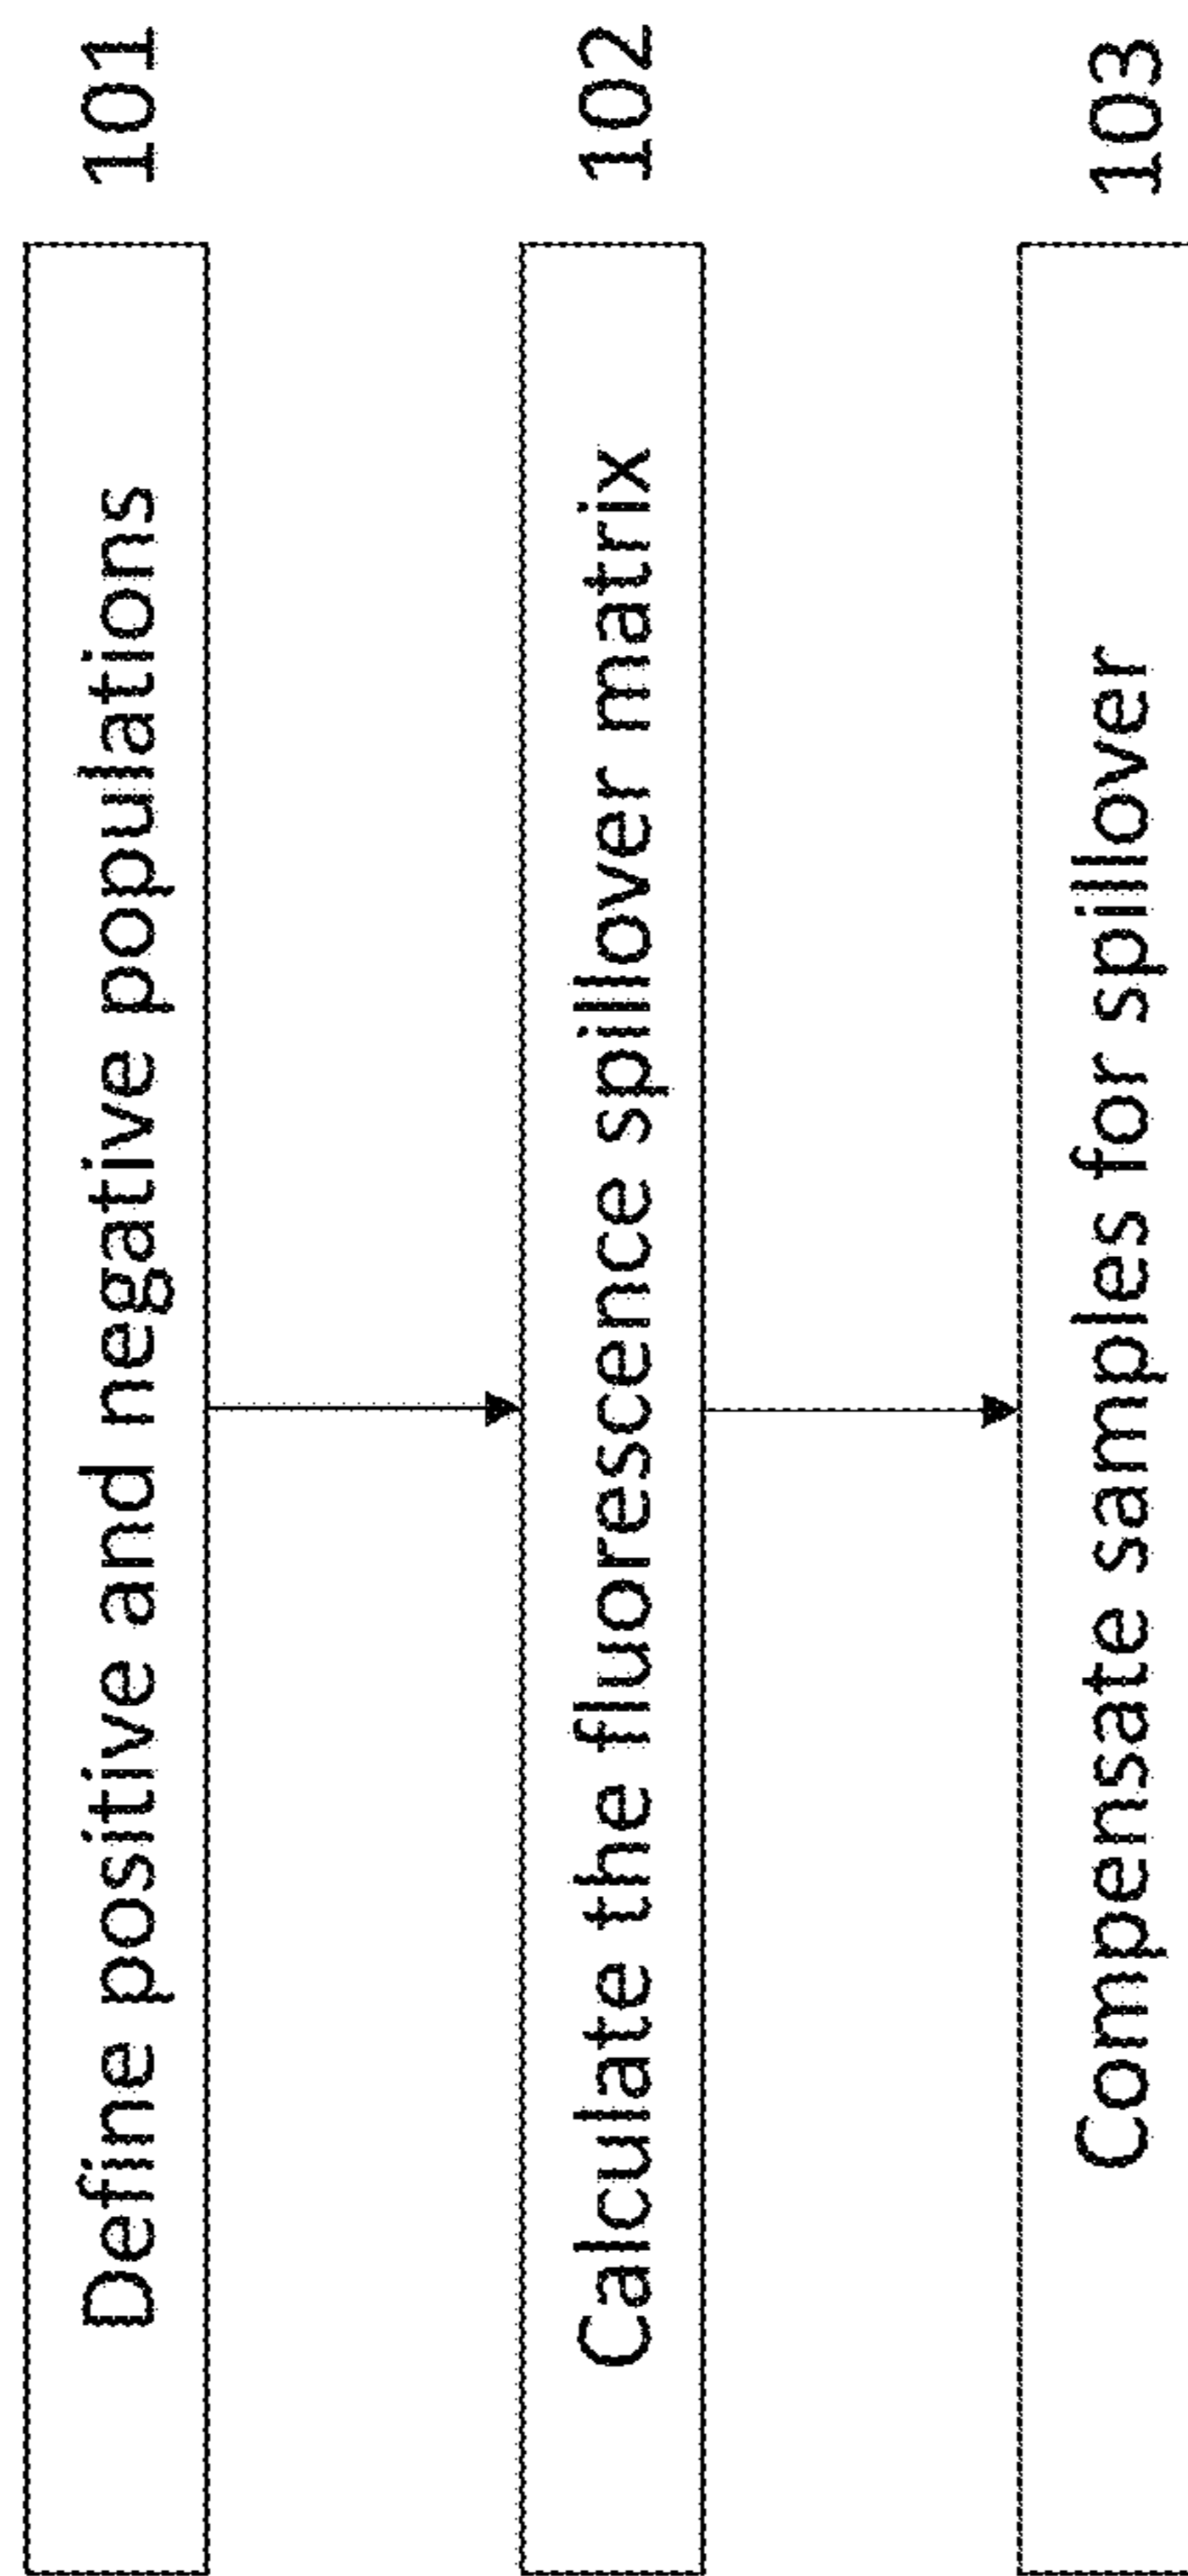 Define positive and negative populations
101
Calculate the fluorescence spillover matrix
102
Compensate samples for spillover
103